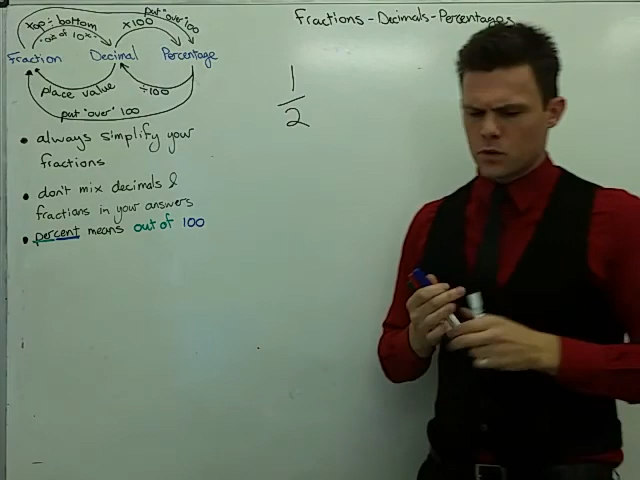 Fractions - Decimals - Percentages
put "over" 100
top ÷ bottom
x100
Fraction Decimal Percentage
place value
÷100
put "over" 100
1
2
• always simplify your
fractions
• don't mix decimals &
fractions in your answers
• percent means out of 100